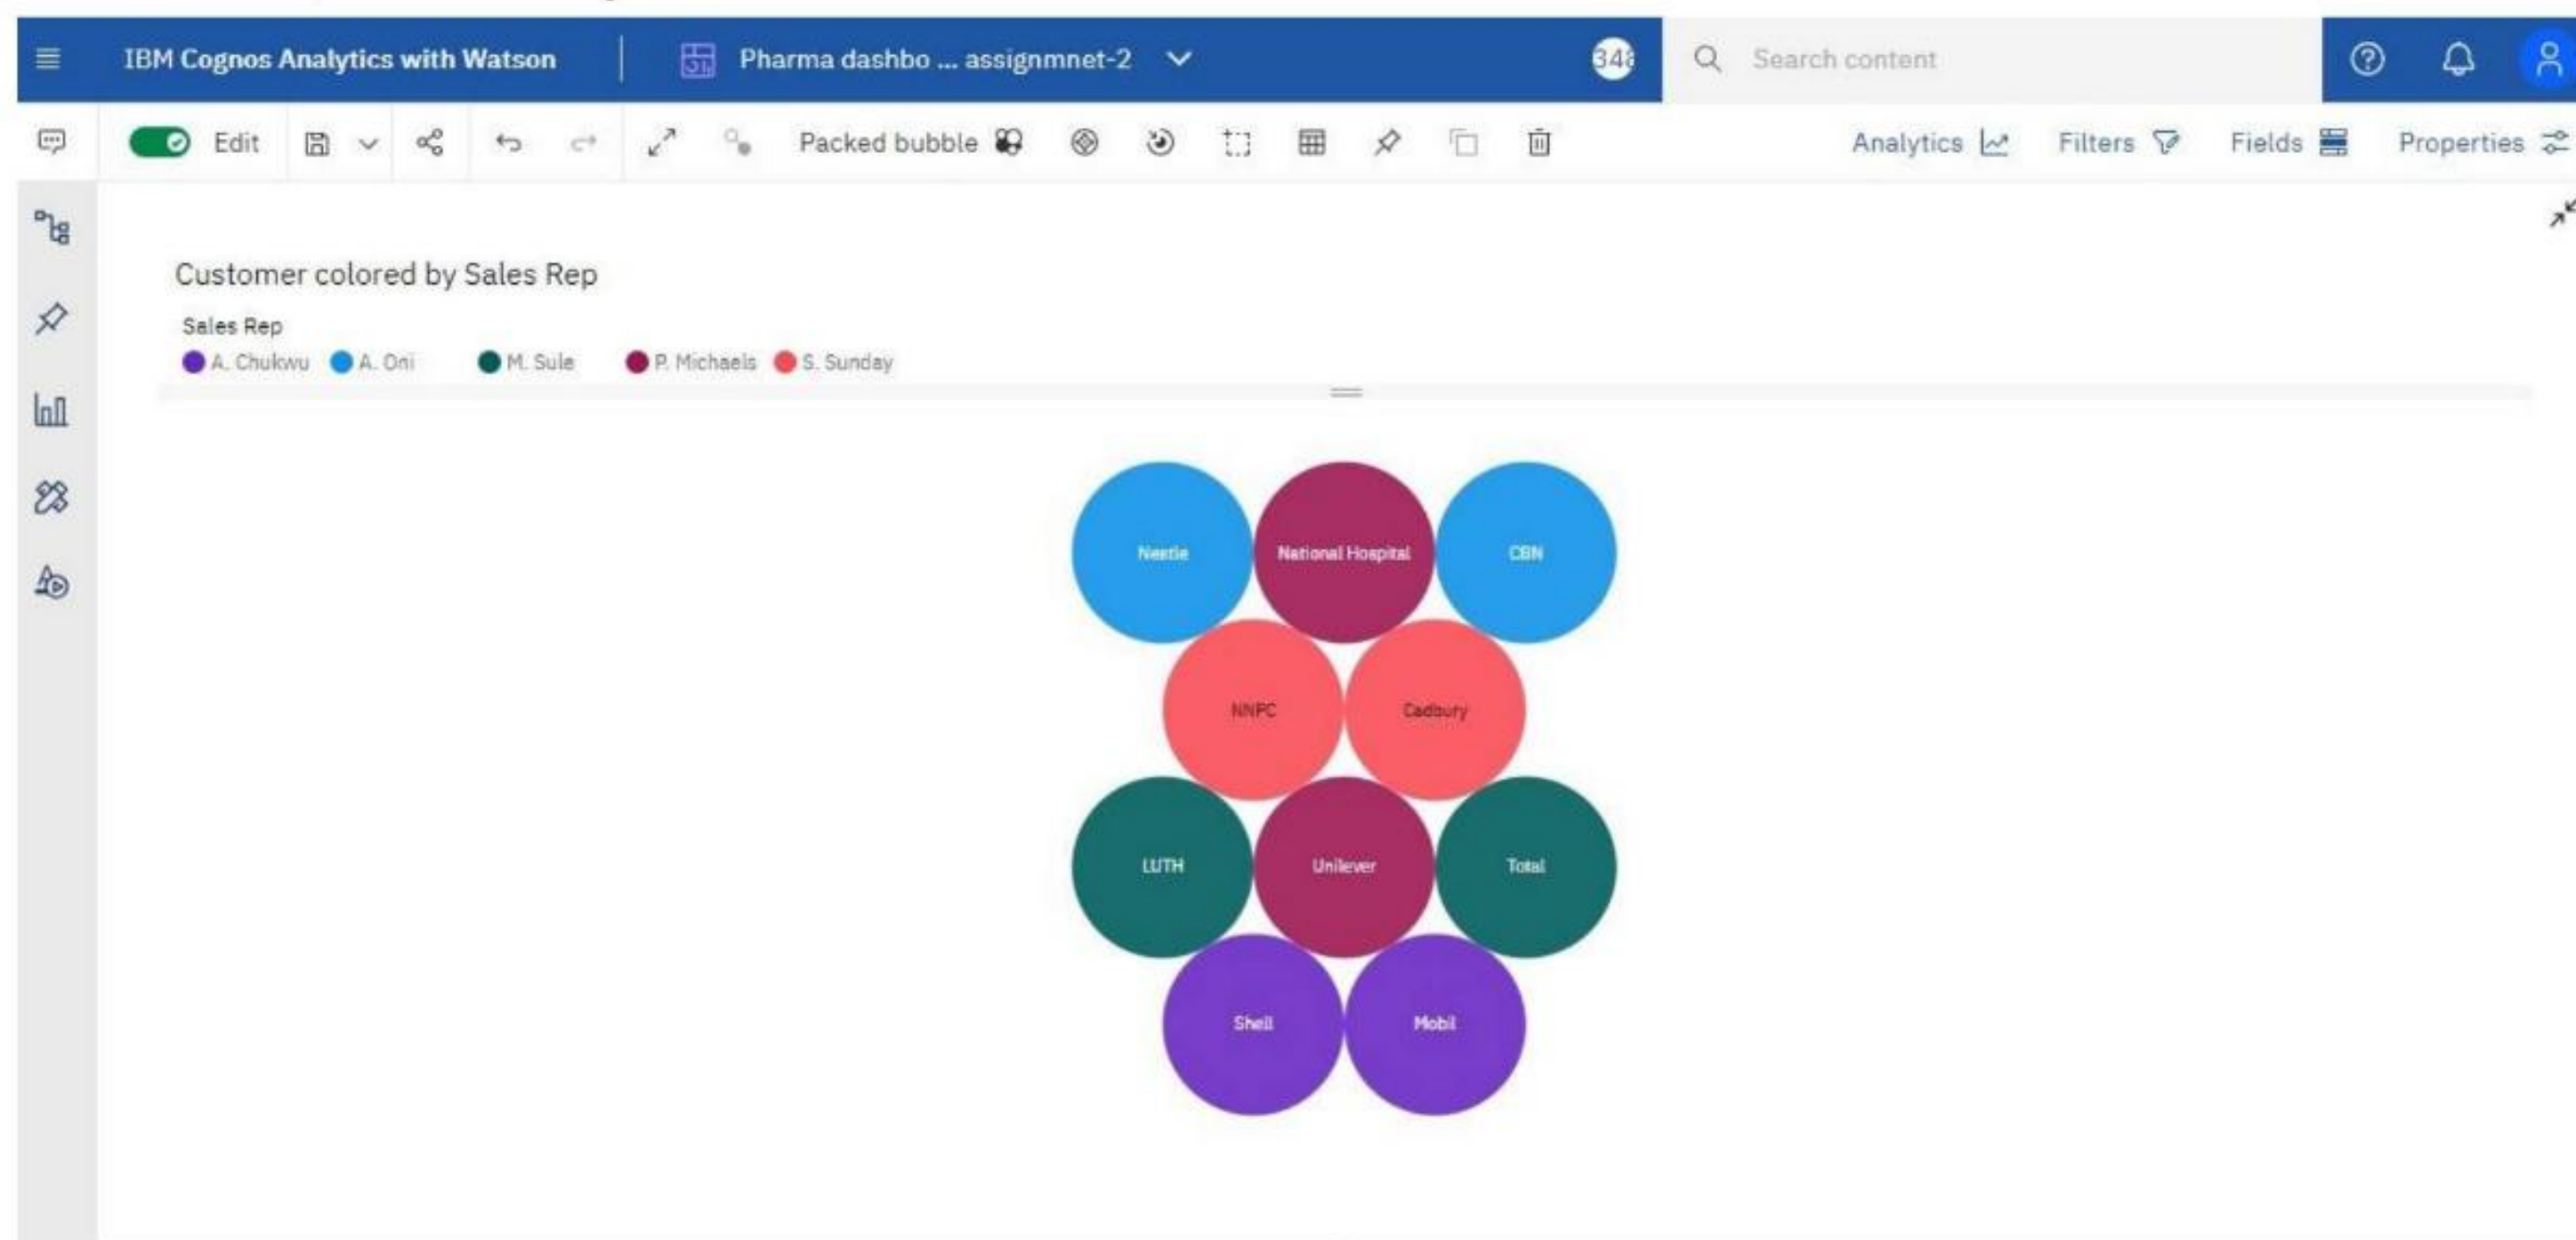 IBM Cognos Analytics with Watson
Pharma dashbo ... assignmnet-2
Search content
Edit
Packed bubble
Analytics
Filters
Fields
Properties
Customer colored by Sales Rep
Sales Rep
A. Chukwu A. Oni M. Sule P. Michaels S. Sunday
Nestle National Hospital CBN
NNPC Cadbury
LUTH Unilever Total
Shell Mobil